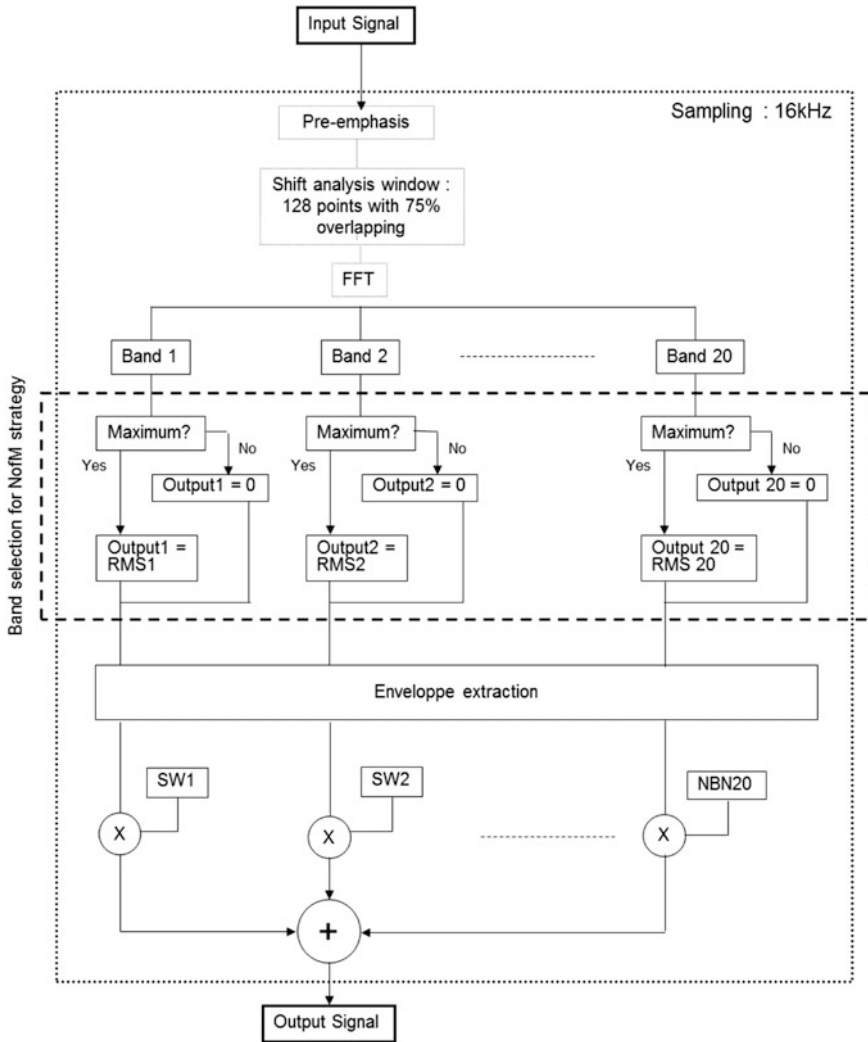 Input Signal
Sampling : 16kHz
Pre-emphasis
Shift analysis window :
128 points with 75%
overlapping
FFT
Band 1
Band 2
Band 20
Band selection for NofM strategy
Maximum?
No
Yes
Output1 = 0
Output1 =
RMS1
Maximum?
No
Yes
Output2 = 0
Output2 =
RMS2
Maximum?
No
Yes
Output 20 = 0
Output 20 =
RMS 20
Enveloppe extraction
SW1
SW2
NBN20
X
X
X
+
Output Signal